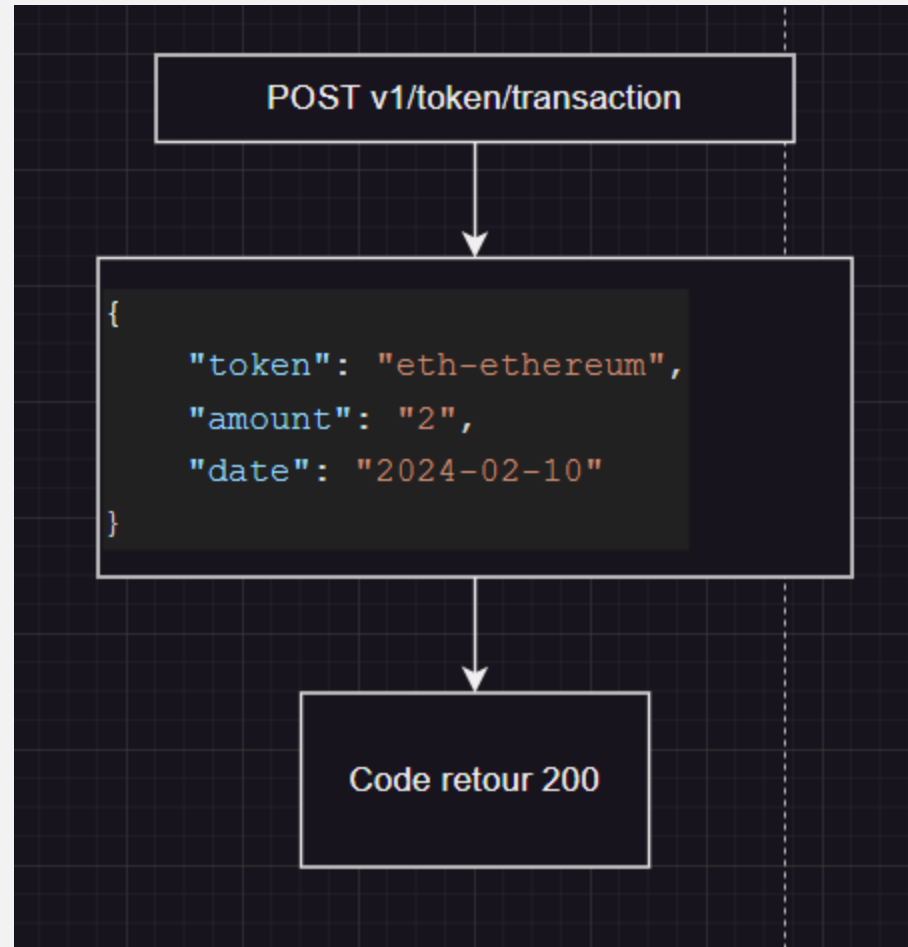 POST v1/token/transaction
{
"token": "eth-ethereum",
"amount": "2",
"date": "2024-02-10"
}
Code retour 200